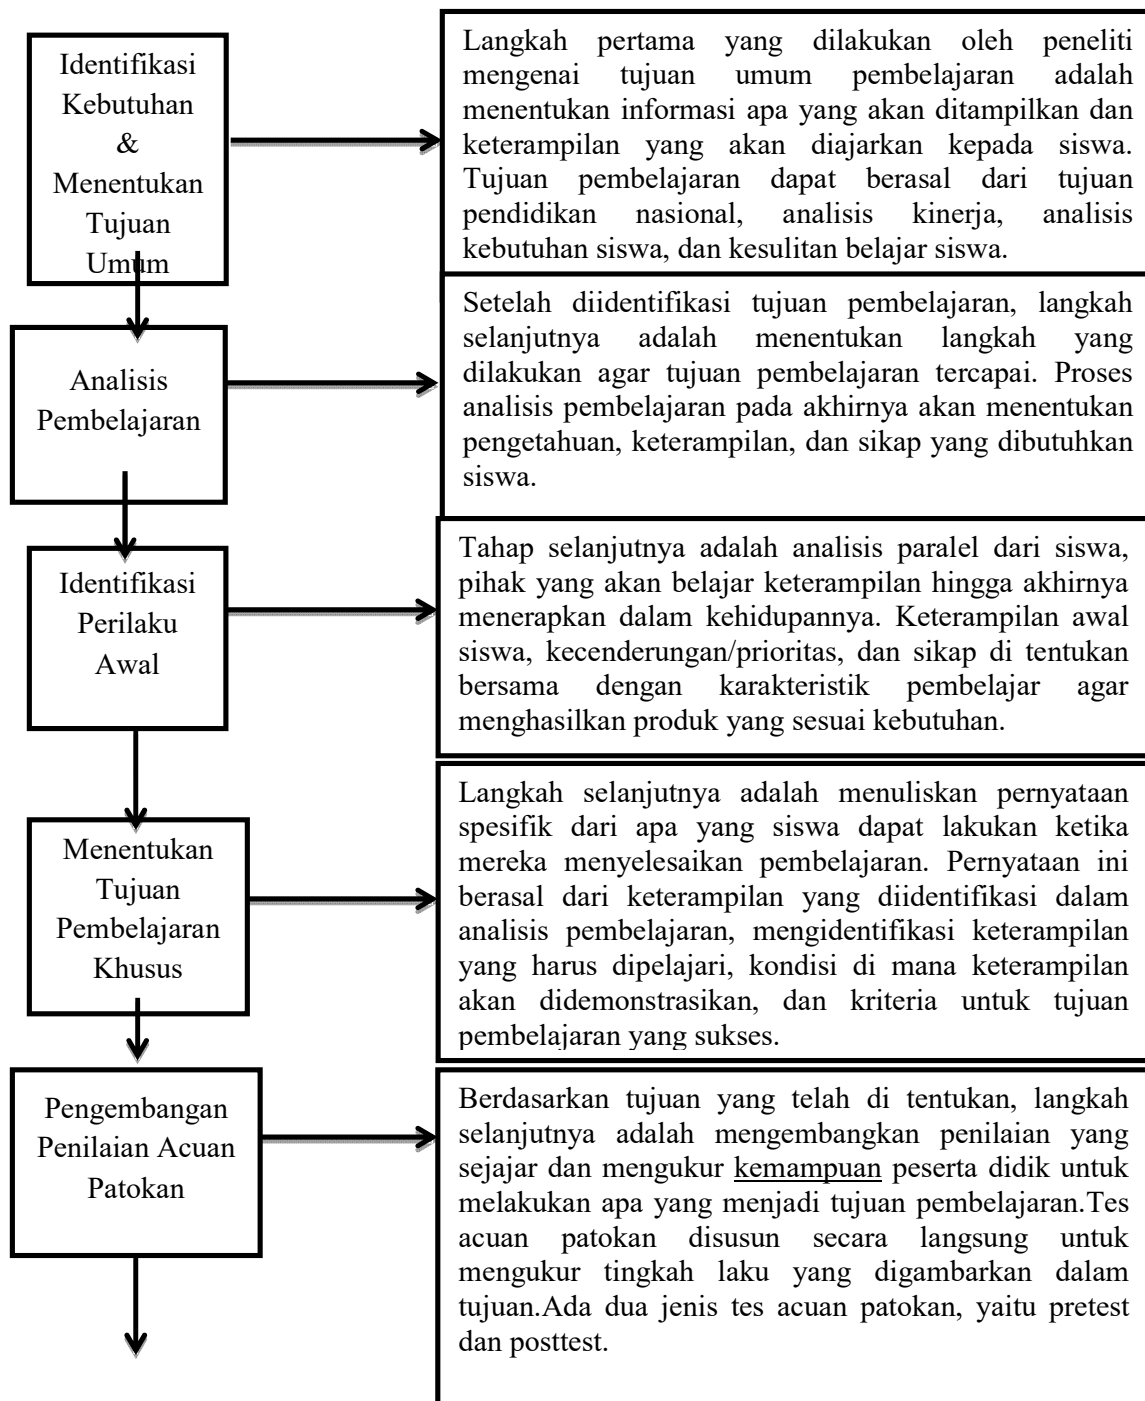 Identifikasi
Kebutuhan
&
Menentukan
Tujuan
Umum
Langkah pertama yang dilakukan oleh peneliti
mengenai tujuan umum pembelajaran adalah
menentukan informasi apa yang akan ditampilkan dan
keterampilan yang akan diajarkan kepada siswa.
Tujuan pembelajaran dapat berasal dari tujuan
pendidikan nasional, analisis kinerja, analisis
kebutuhan siswa, dan kesulitan belajar siswa.
Analisis
Pembelajaran
Setelah diidentifikasi tujuan pembelajaran, langkah
selanjutnya adalah menentukan langkah yang
dilakukan agar tujuan pembelajaran tercapai. Proses
analisis pembelajaran pada akhirnya akan menentukan
pengetahuan, keterampilan, dan sikap yang dibutuhkan
siswa.
Identifikasi
Perilaku
Awal
Tahap selanjutnya adalah analisis paralel dari siswa,
pihak yang akan belajar keterampilan hingga akhirnya
menerapkan dalam kehidupannya. Keterampilan awal
siswa, kecenderungan/prioritas, dan sikap di tentukan
bersama dengan karakteristik pembelajar agar
menghasilkan produk yang sesuai kebutuhan.
Menentukan
Tujuan
Pembelajaran
Khusus
Langkah selanjutnya adalah menuliskan pernyataan
spesifik dari apa yang siswa dapat lakukan ketika
mereka menyelesaikan pembelajaran. Pernyataan ini
berasal dari keterampilan yang diidentifikasi dalam
analisis pembelajaran, mengidentifikasi keterampilan
yang harus dipelajari, kondisi di mana keterampilan
akan didemonstrasikan, dan kriteria untuk tujuan
pembelajaran yang sukses.
Pengembangan
Penilaian Acuan
Patokan
Berdasarkan tujuan yang telah di tentukan, langkah
selanjutnya adalah mengembangkan penilaian yang
sejajar dan mengukur kemampuan peserta didik untuk
melakukan apa yang menjadi tujuan pembelajaran.Tes
acuan patokan disusun secara langsung untuk
mengukur tingkah laku yang digambarkan dalam
tujuan.Ada dua jenis tes acuan patokan, yaitu pretest
dan posttest.